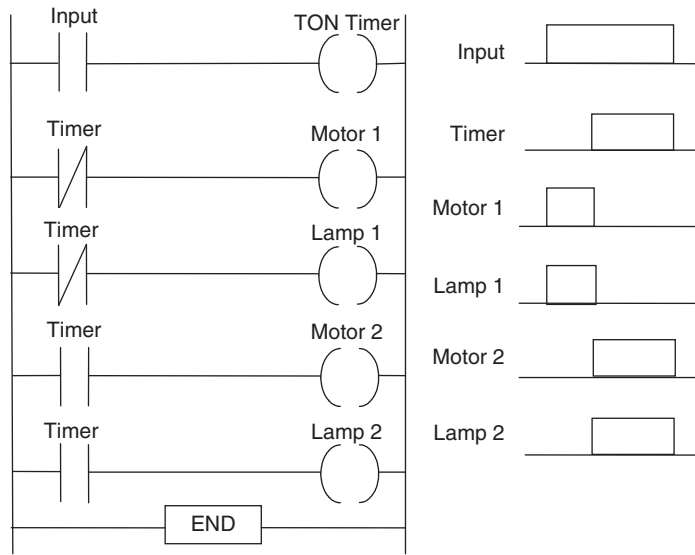 Input
TON Timer
Timer
Motor 1
Timer
Lamp 1
Timer
Motor 2
Timer
Lamp 2
END
Input
Timer
Motor 1
Lamp 1
Motor 2
Lamp 2